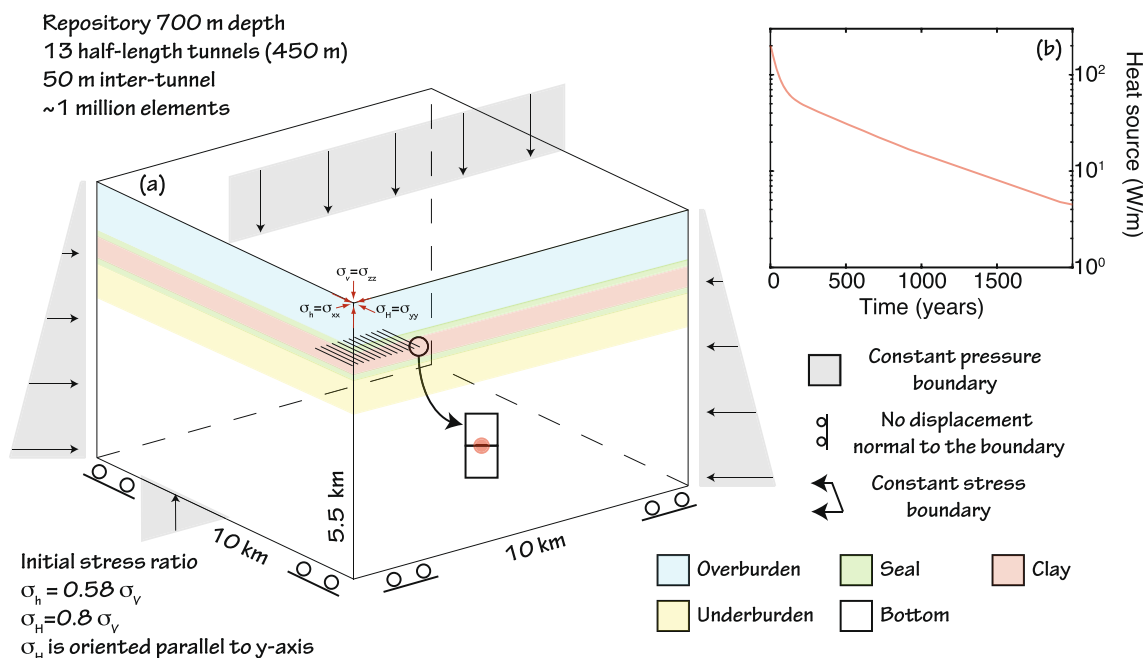 Repository 700 m depth
13 half-length tunnels (450 m)
50 m inter-tunnel
~1 million elements
(a)
σv=σzz
σh=σxx
σH=σyy
5.5 km
10 km
10 km
Initial stress ratio
σh = 0.58 σv
σH=0.8 σv
σH is oriented parallel to y-axis
(b)
10²
10¹
10⁰
Heat source (W/m)
0
500
1000
1500
Time (years)
Constant pressure
boundary
No displacement
normal to the boundary
Constant stress
boundary
Overburden
Seal
Clay
Underburden
Bottom